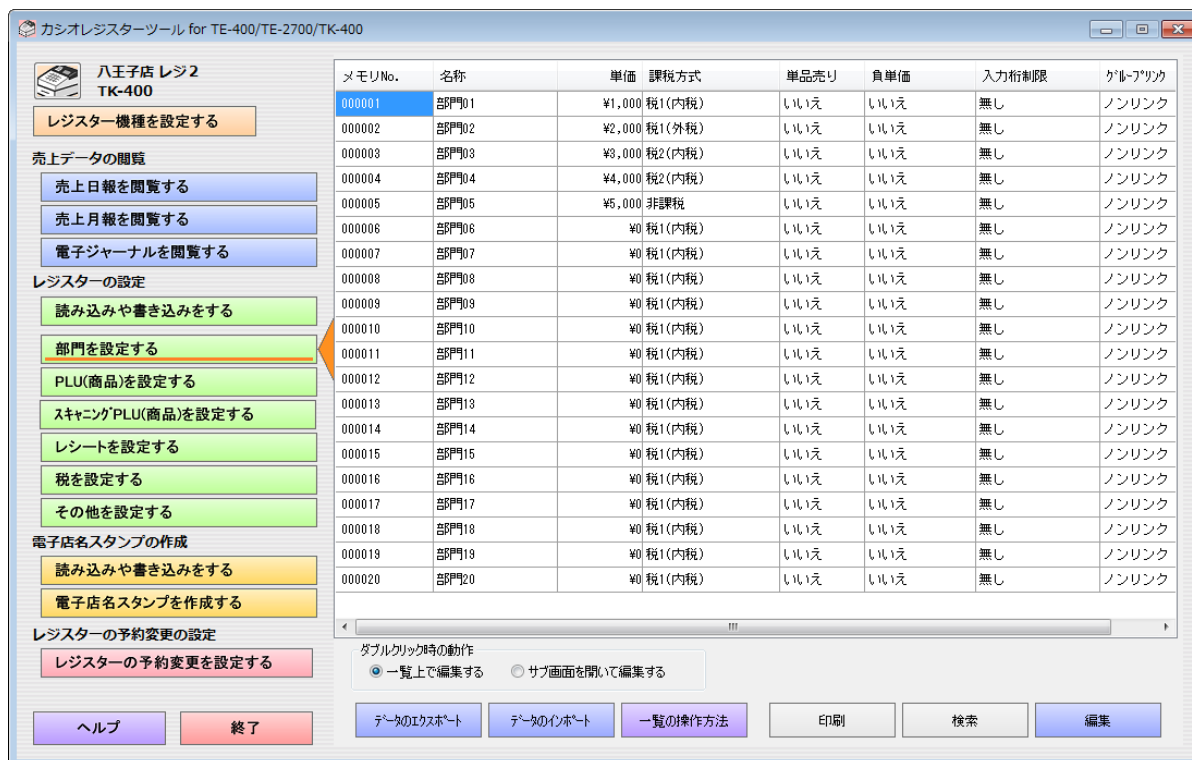 カシオレジスターツール for TE-400/TE-2700/TK-400
八王子店 レジ2
TK-400
レジスター機種を設定する
売上データの閲覧
売上日報を閲覧する
売上月報を閲覧する
電子ジャーナルを閲覧する
レジスターの設定
読み込みや書き込みをする
部門を設定する
PLU(商品)を設定する
スキャニングPLU(商品)を設定する
レシートを設定する
税を設定する
その他を設定する
電子店名スタンプの作成
読み込みや書き込みをする
電子店名スタンプを作成する
レジスターの予約変更の設定
レジスターの予約変更を設定する
ヘルプ 終了
メモリNo. 名称 単価 課税方式 単品売り 負単価 入力桁制限 グループリンク
000001 部門01 ¥1,000 税1(内税) いいえ いいえ 無し ノンリンク
000002 部門02 ¥2,000 税1(外税) いいえ いいえ 無し ノンリンク
000003 部門03 ¥3,000 税2(内税) いいえ いいえ 無し ノンリンク
000004 部門04 ¥4,000 税2(内税) いいえ いいえ 無し ノンリンク
000005 部門05 ¥5,000 非課税 いいえ いいえ 無し ノンリンク
000006 部門06 ¥0 税1(内税) いいえ いいえ 無し ノンリンク
000007 部門07 ¥0 税1(内税) いいえ いいえ 無し ノンリンク
000008 部門08 ¥0 税1(内税) いいえ いいえ 無し ノンリンク
000009 部門09 ¥0 税1(内税) いいえ いいえ 無し ノンリンク
000010 部門10 ¥0 税1(内税) いいえ いいえ 無し ノンリンク
000011 部門11 ¥0 税1(内税) いいえ いいえ 無し ノンリンク
000012 部門12 ¥0 税1(内税) いいえ いいえ 無し ノンリンク
000013 部門13 ¥0 税1(内税) いいえ いいえ 無し ノンリンク
000014 部門14 ¥0 税1(内税) いいえ いいえ 無し ノンリンク
000015 部門15 ¥0 税1(内税) いいえ いいえ 無し ノンリンク
000016 部門16 ¥0 税1(内税) いいえ いいえ 無し ノンリンク
000017 部門17 ¥0 税1(内税) いいえ いいえ 無し ノンリンク
000018 部門18 ¥0 税1(内税) いいえ いいえ 無し ノンリンク
000019 部門19 ¥0 税1(内税) いいえ いいえ 無し ノンリンク
000020 部門20 ¥0 税1(内税) いいえ いいえ 無し ノンリンク
ダブルクリック時の動作
一覧上で編集する サブ画面を開いて編集する
データのエクスポート データのインポート 一覧の操作方法 印刷 検索 編集